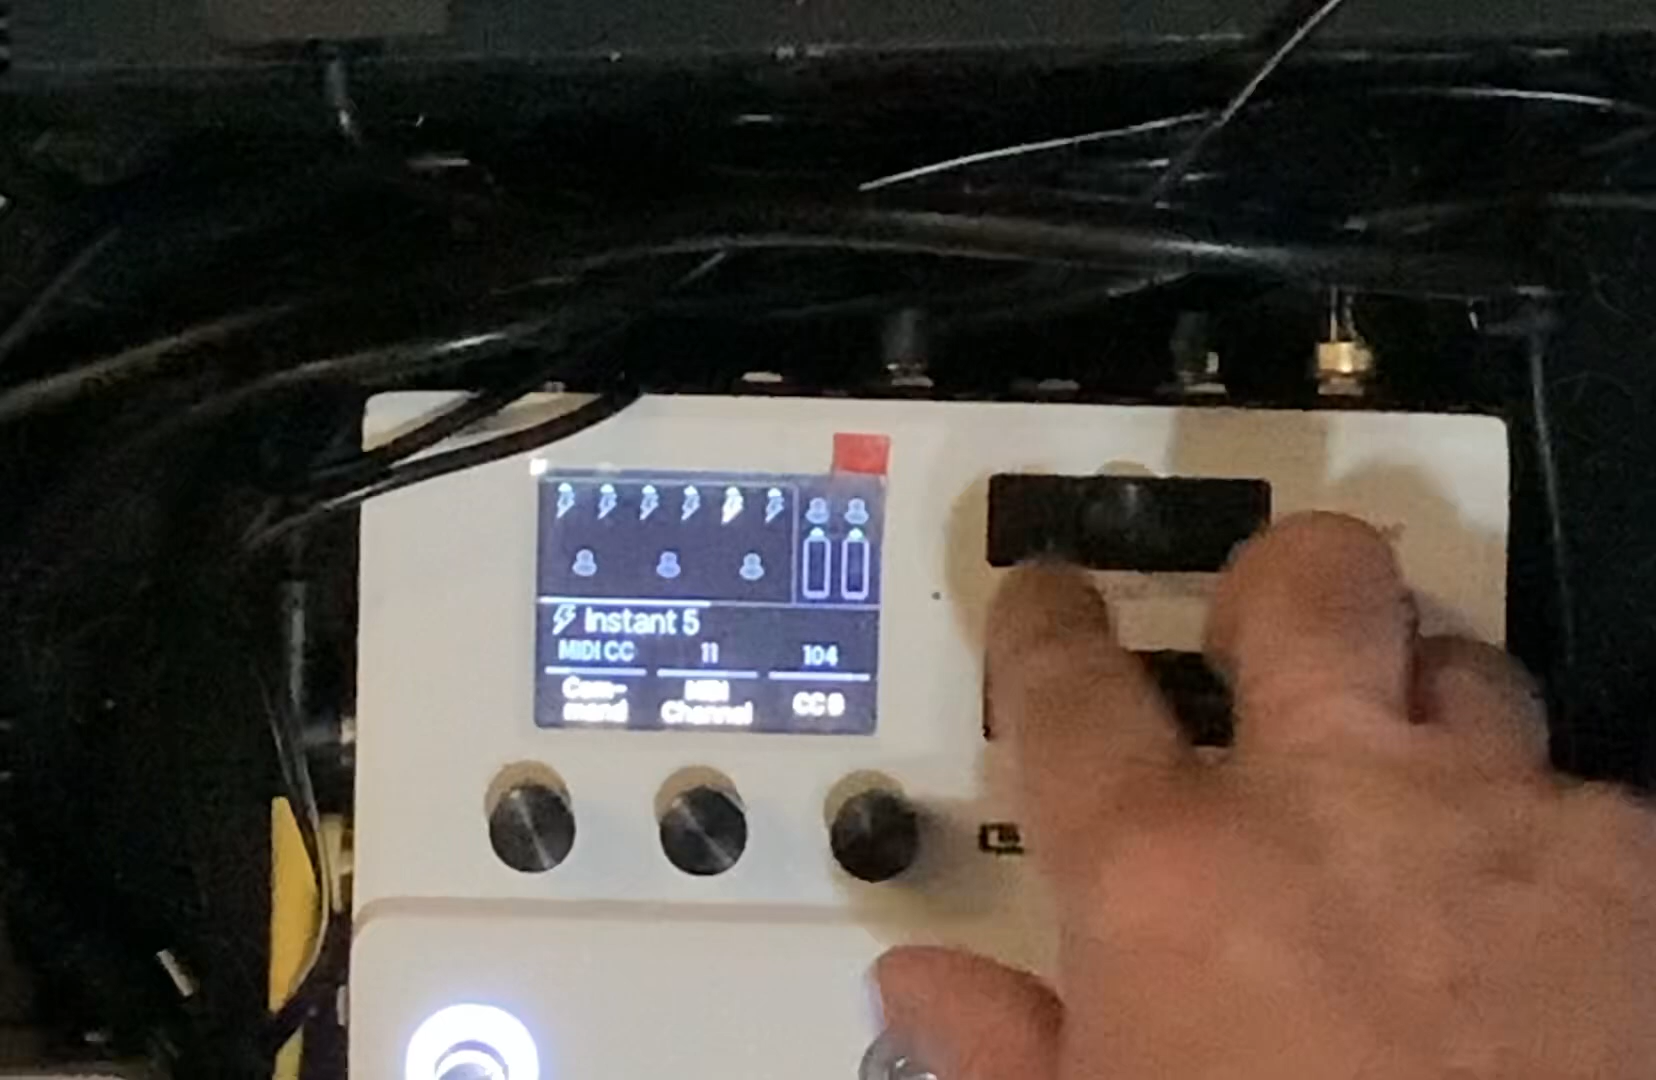 Instant 5
MIDI CC 11 104
Com-
mand
MIDI
Channel
CC #